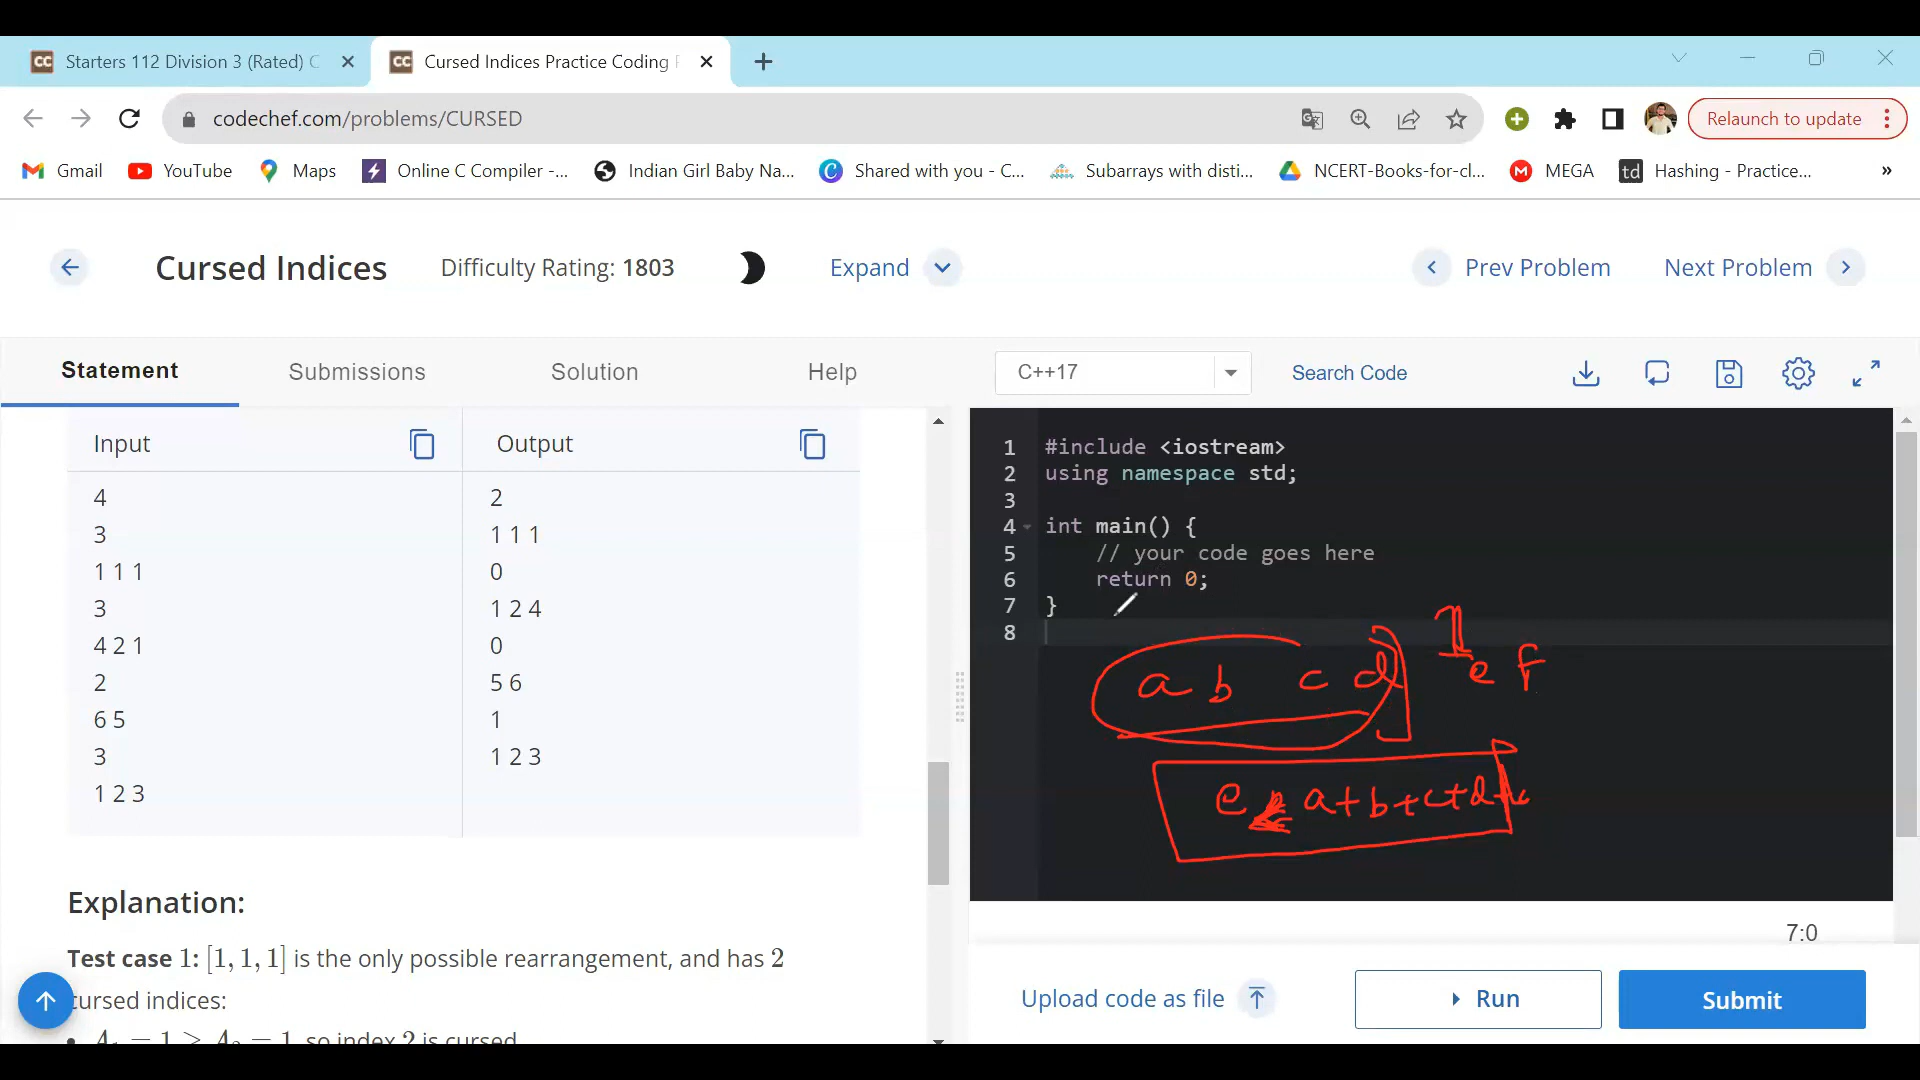 Starters 112 Division 3 (Rated) C
Cursed Indices Practice Coding P
codechef.com/problems/CURSED
Relaunch to update
Gmail
YouTube
Maps
Online C Compiler -...
Indian Girl Baby Na...
Shared with you - C...
Subarrays with disti...
NCERT-Books-for-cl...
MEGA
td
Hashing - Practice...
»
Cursed Indices
Difficulty Rating: 1803
Expand
Prev Problem
Next Problem
Statement
Submissions
Solution
Help
Input
4
3
1 1 1
3
4 2 1
2
6 5
3
1 2 3
Output
2
1 1 1
0
1 2 4
0
5 6
1
1 2 3
Explanation:
Test case 1: [1, 1, 1] is the only possible rearrangement, and has 2
cursed indices:
so index 2 is cursed
C++17
Search Code
1 #include <iostream>
2 using namespace std;
3
4 int main() {
5 // your code goes here
6 return 0;
7 }
8
a b c d
e f
e a+b+c+d+
7:0
Upload code as file
Run
Submit